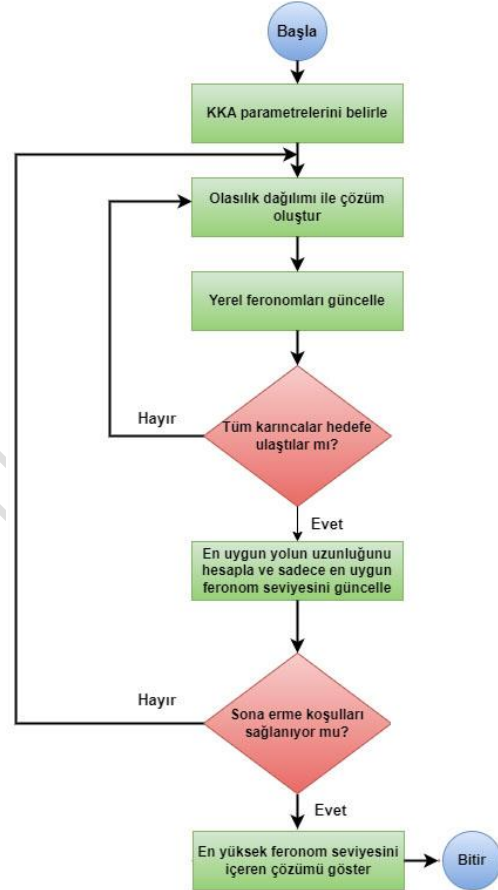 Başla
KKA parametrelerini belirle
Olasılık dağılımı ile çözüm
oluştur
Yerel feronomları güncelle
Tüm karıncalar hedefe
ulaştılar mı?
Hayır
Evet
En uygun yolun uzunluğunu
hesapla ve sadece en uygun
feronom seviyesini güncelle
Sona erme koşulları
sağlanıyor mu?
Hayır
Evet
En yüksek feronom seviyesini
içeren çözümü göster
Bitir